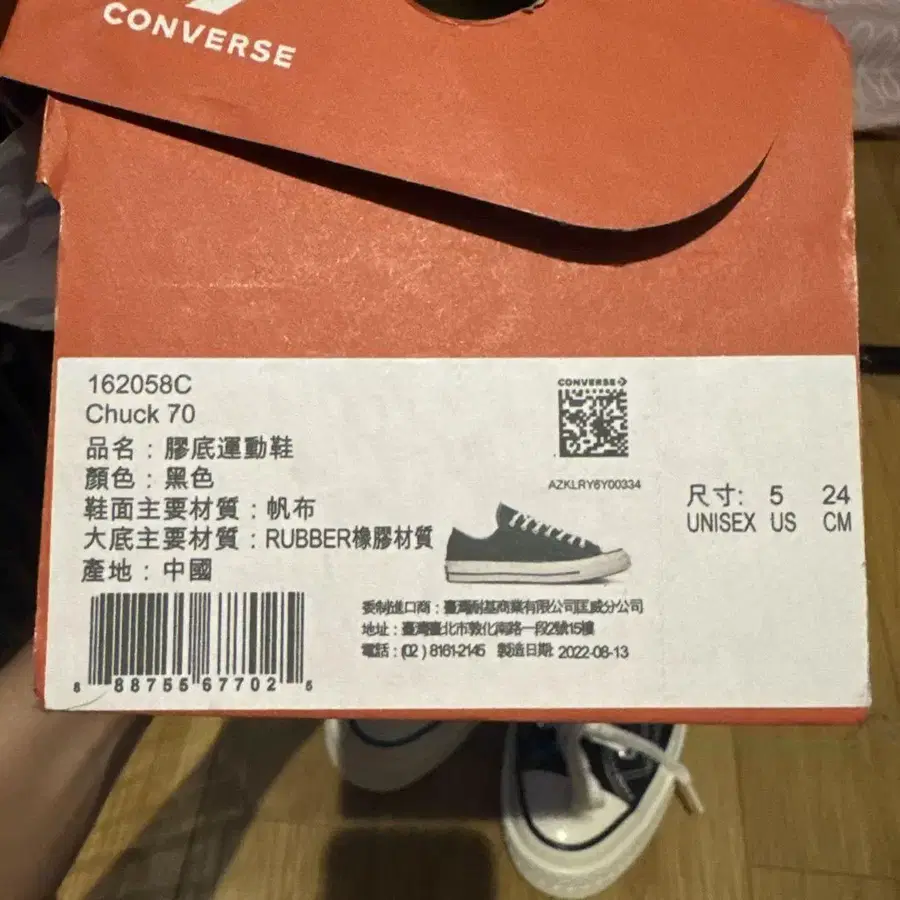 CONVERSE
162058C
Chuck 70
品名：膠底運動鞋
顏色：黑色
鞋面主要材質：帆布
大底主要材質：RUBBER橡膠材質
產地：中國
CONVERSE
AZKLRY6Y00334
尺寸: 5 24
UNISEX US CM
委制進口商：臺灣耐基商業有限公司匡威分公司
地址：臺灣臺北市敦化南路一段2號15樓
電話：(02 ) 8161-2145 製造日期: 2022-08-13
8 88755 67702 5